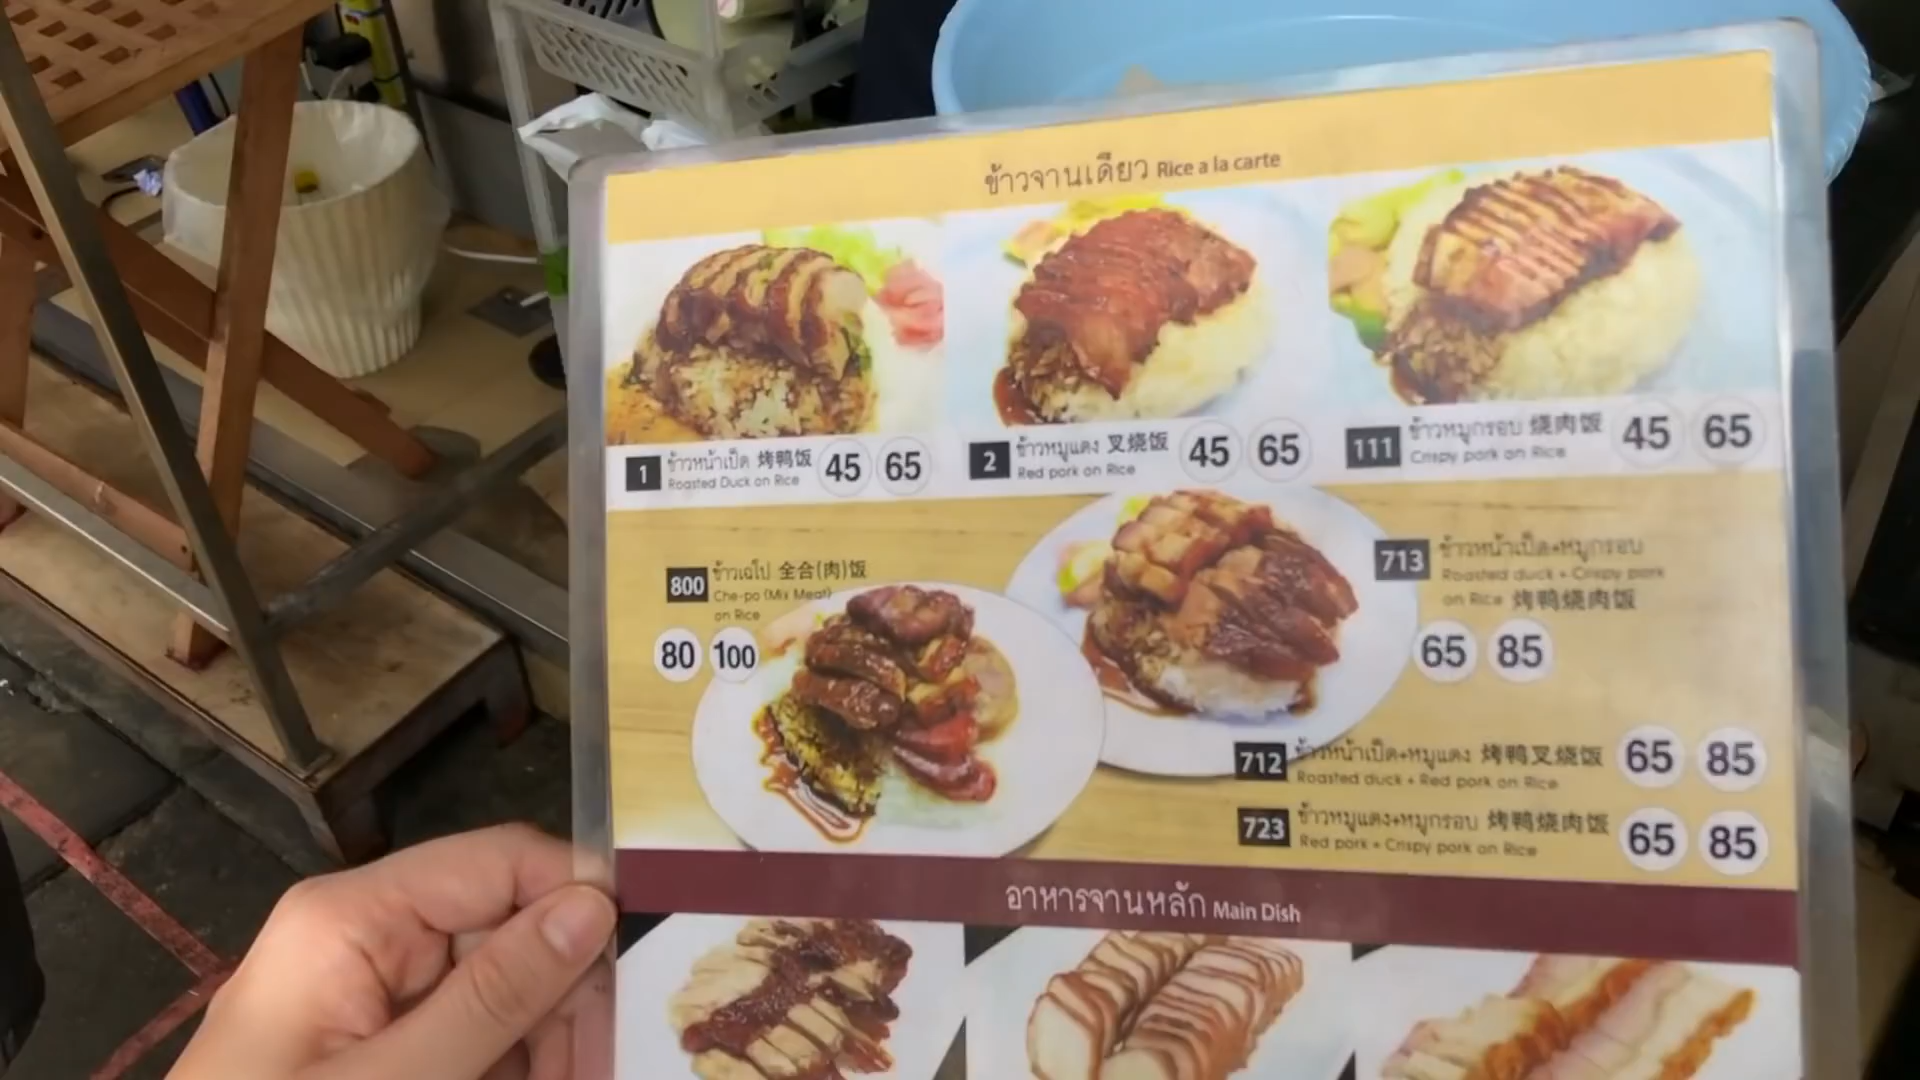 ข้าวจานเดียว Rice a la carte
1 ข้าวหน้าเป็ด 烤鸭饭 45 65
Roasted Duck on Rice
2 ข้าวหมูแดง 叉烧饭 45 65
Red pork on Rice
111 ข้าวหมูกรอบ 烧肉饭 45 65
Crispy pork on Rice
800 ข้าวเฉโป 全合(肉)饭
Che-po (Mix Meat)
on Rice
80 100
713 ข้าวหน้าเป็ด+หมูกรอบ
Roasted duck + Crispy pork
on Rice 烤鸭烧肉饭
65 85
712 ข้าวหน้าเป็ด+หมูแดง 烤鸭叉烧饭 65 85
Roasted duck + Red pork on Rice
723 ข้าวหมูแดง+หมูกรอบ 烤鸭烧肉饭 65 85
Red pork + Crispy pork on Rice
อาหารจานหลัก Main Dish